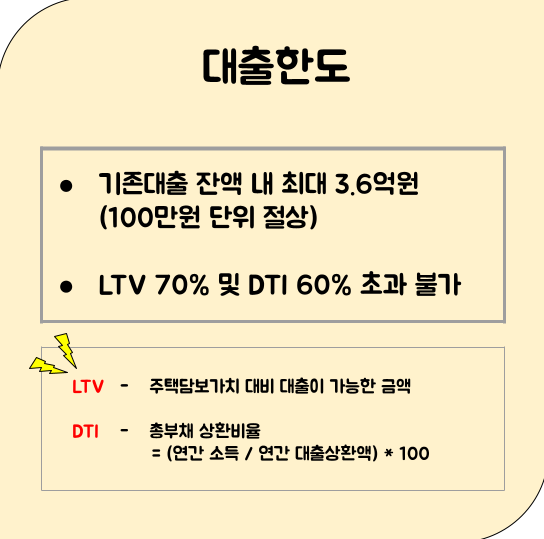 대출한도
● 기존대출 잔액 내 최대 3.6억원
(100만원 단위 절상)
● LTV 70% 및 DTI 60% 초과 불가
LTV - 주택담보가치 대비 대출이 가능한 금액
DTI - 총부채 상환비율
= (연간 소득 / 연간 대출상환액) * 100